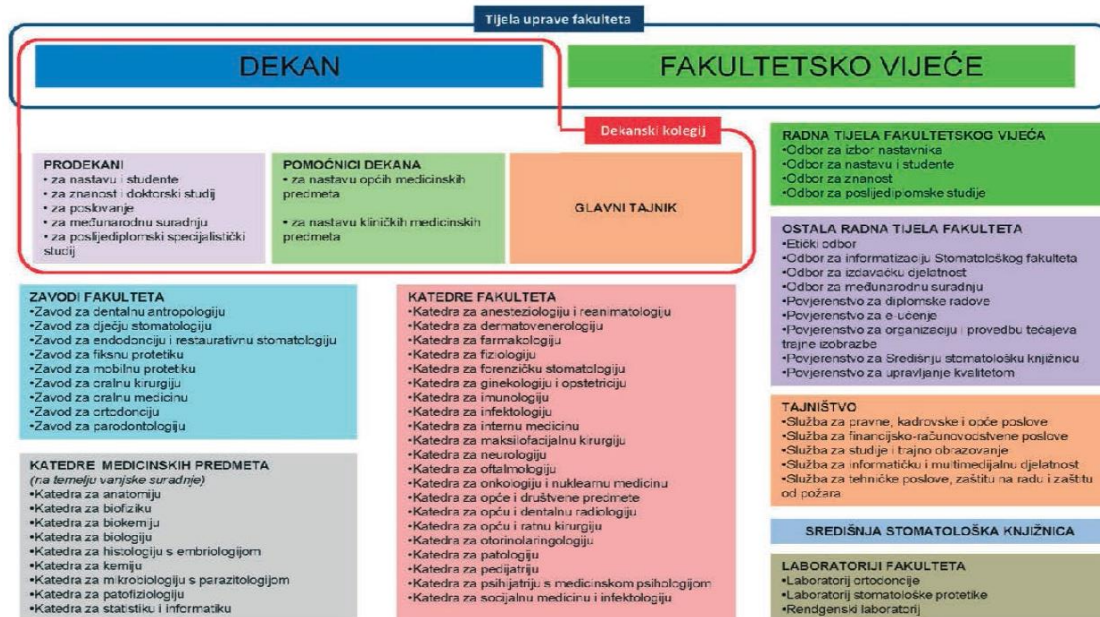 Tijela uprave fakulteta
DEKAN
FAKULTETSKO VIJEĆE
Dekanski kolegij
PRODEKANI
• za nastavu i studente
• za znanost i doktorski studij
• za poslovanje
• za međunarodnu suradnju
• za poslijediplomski specijalistički
studij
POMOĆNICI DEKANA
• za nastavu općih medicinskih
predmeta
• za nastavu kliničkih medicinskih
predmeta
GLAVNI TAJNIK
RADNA TIJELA FAKULTETSKOG VIJEĆA
•Odbor za izbor nastavnika
•Odbor za nastavu i studente
•Odbor za znanost
•Odbor za poslijediplomske studije
OSTALA RADNA TIJELA FAKULTETA
•Etički odbor
•Odbor za informatizaciju Stomatološkog fakulteta
•Odbor za izdavačku djelatnost
•Odbor za međunarodnu suradnju
•Povjerenstvo za diplomske radove
•Povjerenstvo za e-učenje
•Povjerenstvo za organizaciju i provedbu tečajeva
trajne izobrazbe
•Povjerenstvo za Središnju stomatološku knjižnicu
•Povjerenstvo za upravljanje kvalitetom
ZAVODI FAKULTETA
•Zavod za dentalnu antropologiju
•Zavod za dječju stomatologiju
•Zavod za endodonciju i restaurativnu stomatologiju
•Zavod za fiksnu protetiku
•Zavod za mobilnu protetiku
•Zavod za oralnu kirurgiju
•Zavod za oralnu medicinu
•Zavod za ortodonciju
•Zavod za parodontologiju
KATEDRE FAKULTETA
•Katedra za anesteziologiju i reanimatologiju
•Katedra za dermatovenerologiju
•Katedra za farmakologiju
•Katedra za fiziologiju
•Katedra za forenzičku stomatologiju
•Katedra za ginekologiju i opstetriciju
•Katedra za imunologiju
•Katedra za infektologiju
•Katedra za internu medicinu
•Katedra za maksilofacijalnu kirurgiju
•Katedra za neurologiju
•Katedra za oftalmologiju
•Katedra za onkologiju i nuklearnu medicinu
•Katedra za opće i društvene predmete
•Katedra za opću i dentalnu radiologiju
•Katedra za opću i ratnu kirurgiju
•Katedra za otorinolaringologiju
•Katedra za patologiju
•Katedra za pedijatriju
•Katedra za psihijatriju s medicinskom psihologijom
•Katedra za socijalnu medicinu i infektologiju
TAJNIŠTVO
•Služba za pravne, kadrovske i opće poslove
•Služba za financijsko-računovodstvene poslove
•Služba za studije i trajno obrazovanje
•Služba za informatičku i multimedijalnu djelatnost
•Služba za tehničke poslove, zaštitu na radu i zaštitu
od požara
KATEDRE MEDICINSKIH PREDMETA
(na temelju vanjske suradnje)
•Katedra za anatomiju
•Katedra za biofiziku
•Katedra za biokemiju
•Katedra za biologiju
•Katedra za histologiju s embriologijom
•Katedra za kemiju
•Katedra za mikrobiologiju s parazitologijom
•Katedra za patofiziologiju
•Katedra za statistiku i informatiku
SREDIŠNJA STOMATOLOŠKA KNJIŽNICA
LABORATORIJI FAKULTETA
•Laboratorij ortodoncije
•Laboratorij stomatološke protetike
•Rendgenski laboratorij